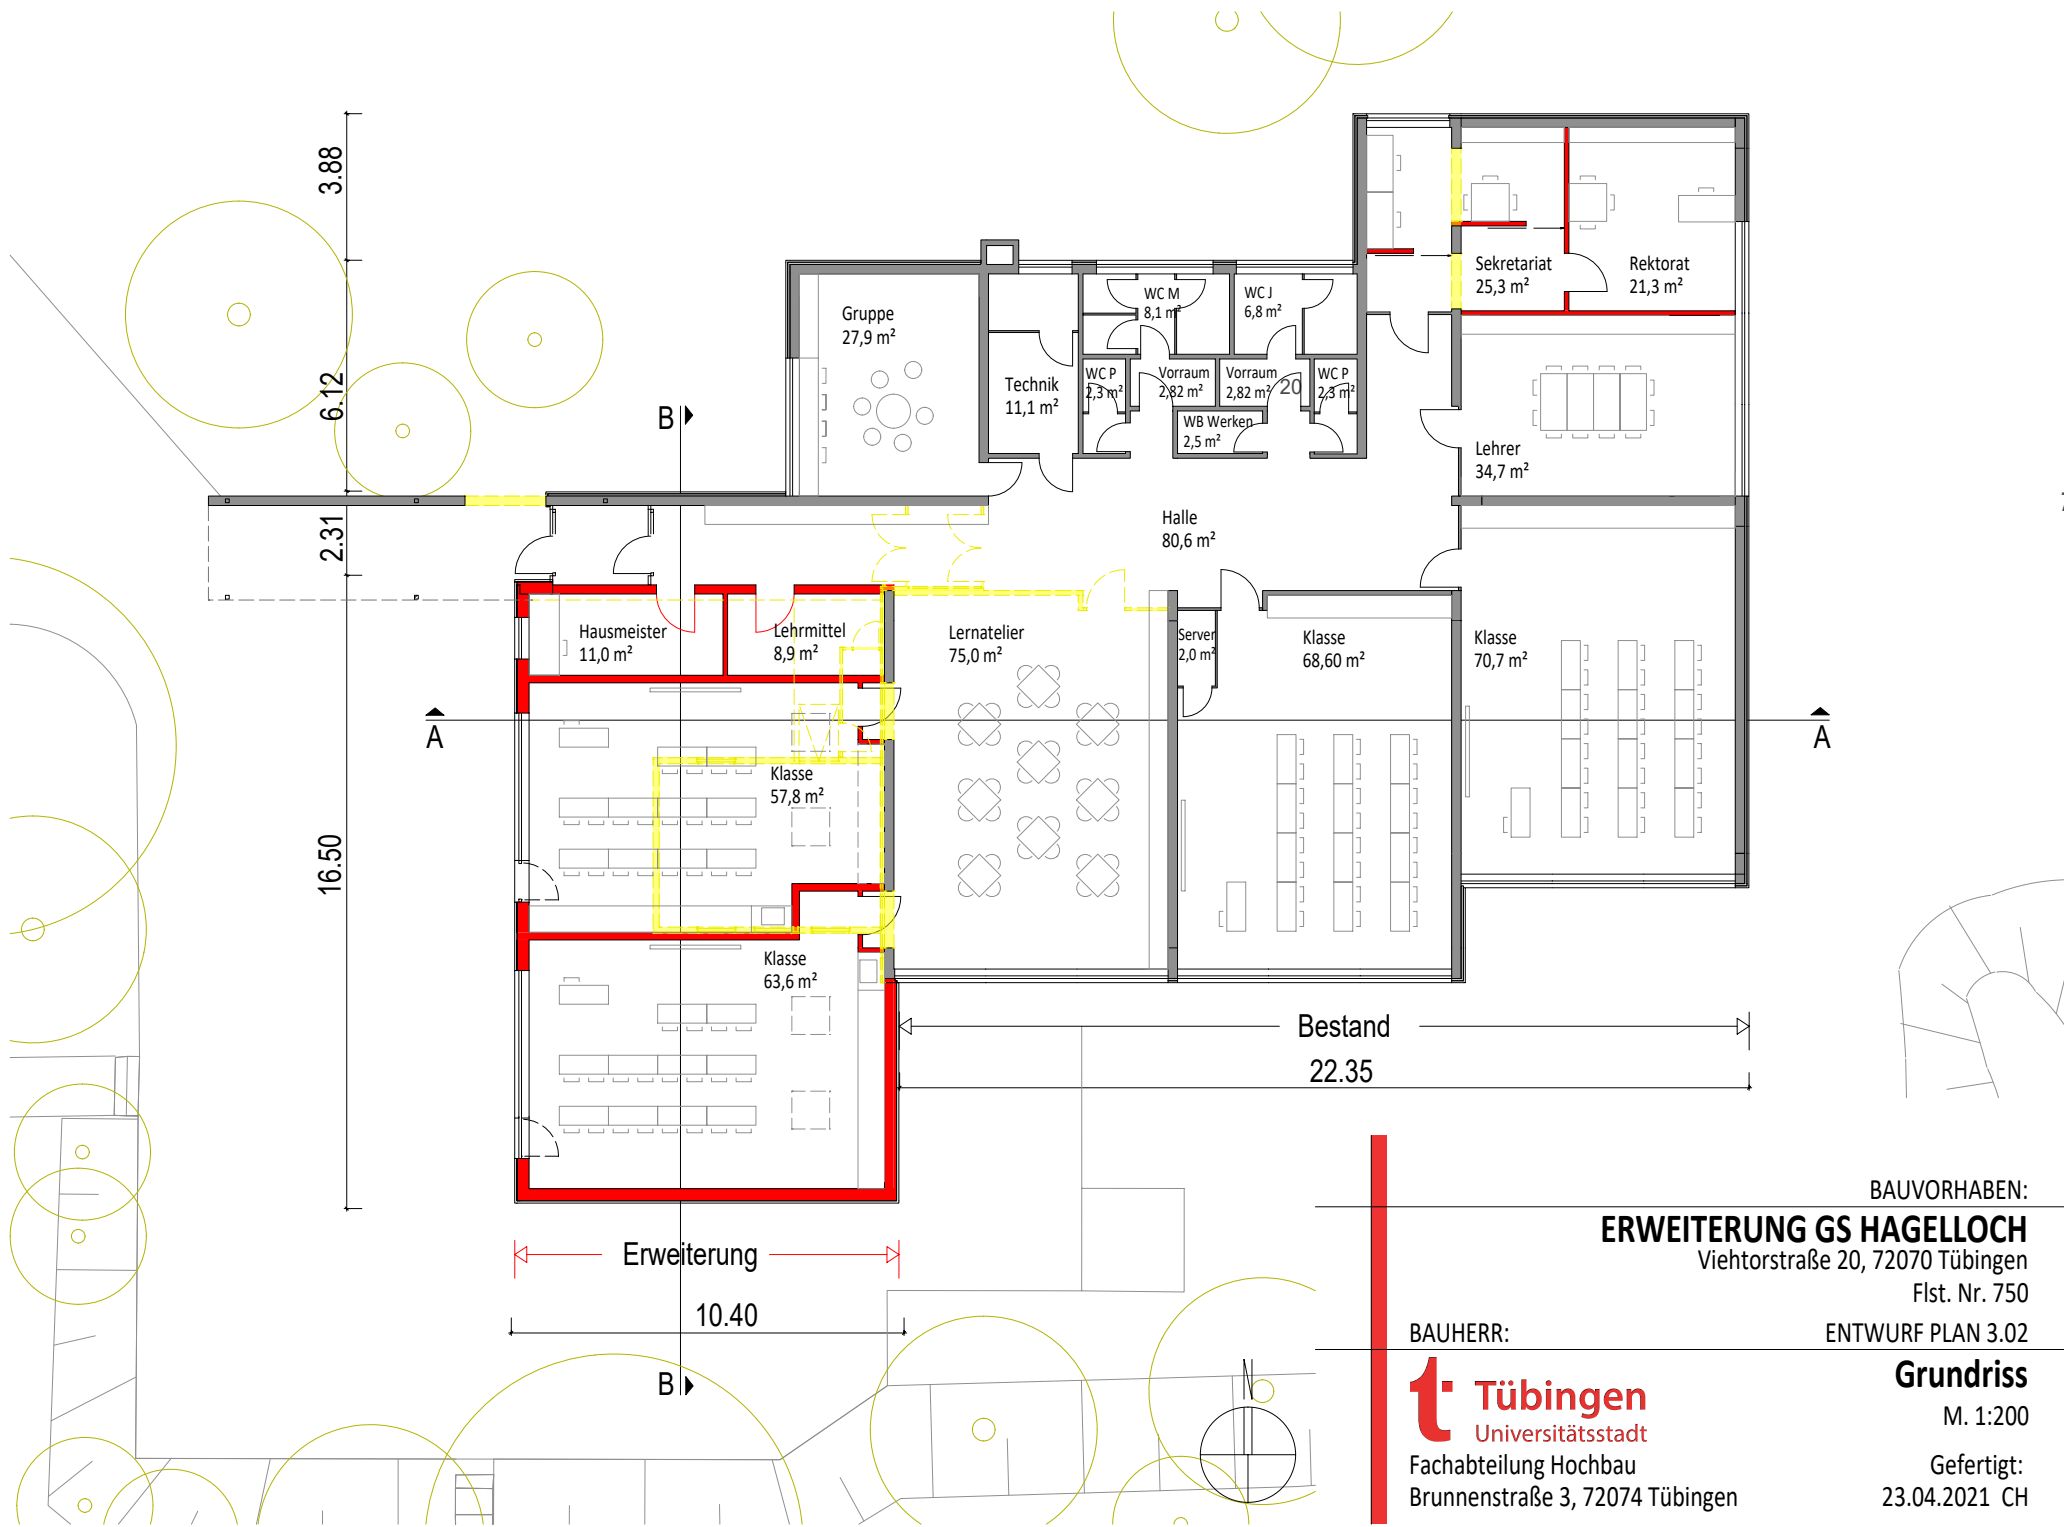 3.88
6.12
2.31
16.50
Gruppe
27,9 m²
Technik
11,1 m²
WC M
8,1 m²
WC J
6,8 m²
WC P
2,3 m²
Vorraum
2,82 m²
Vorraum
2,82 m²
20
WC P
2,3 m²
WB Werken
2,5 m²
Sekretariat
25,3 m²
Rektorat
21,3 m²
Lehrer
34,7 m²
B
Halle
80,6 m²
Hausmeister
11,0 m²
Lehrmittel
8,9 m²
Lernatelier
75,0 m²
Server
2,0 m²
Klasse
68,60 m²
Klasse
70,7 m²
A
A
Klasse
57,8 m²
Klasse
63,6 m²
Bestand
22.35
Erweiterung
10.40
B
N
BAUVORHABEN:
ERWEITERUNG GS HAGELLOCH
Viehtorstraße 20, 72070 Tübingen
Flst. Nr. 750
BAUHERR:
ENTWURF PLAN 3.02
Grundriss
M. 1:200
t Tübingen
Universitätsstadt
Fachabteilung Hochbau
Brunnenstraße 3, 72074 Tübingen
Gefertigt:
23.04.2021 CH